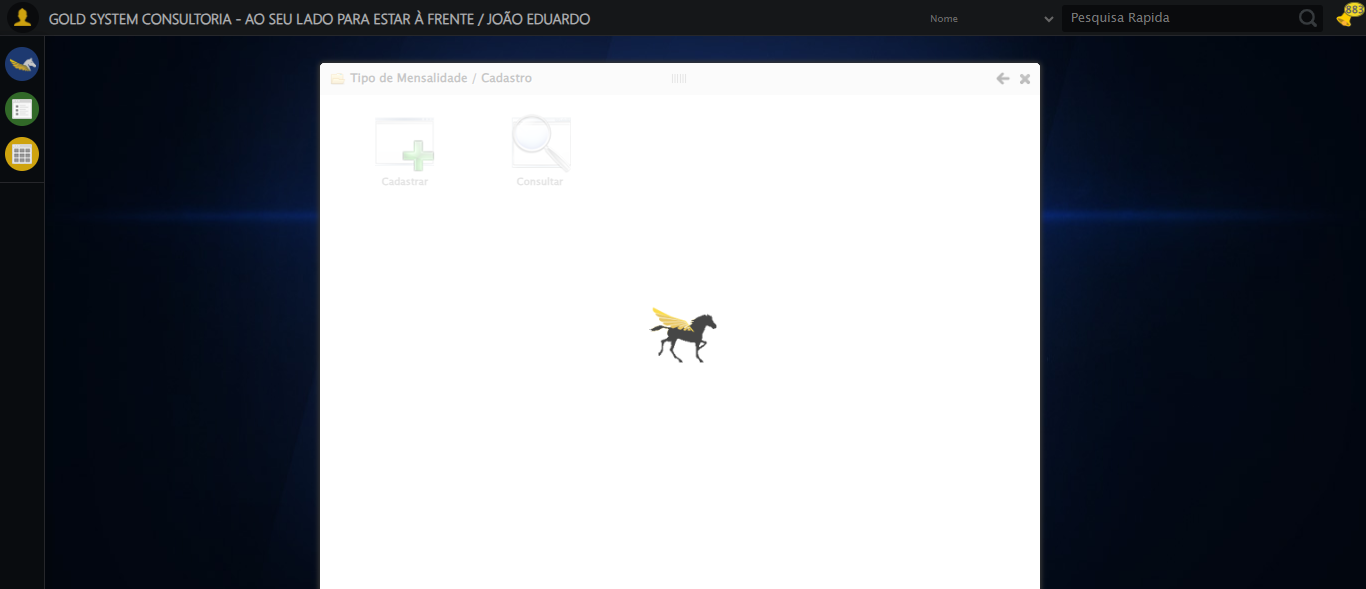 GOLD SYSTEM CONSULTORIA - AO SEU LADO PARA ESTAR À FRENTE / JOÃO EDUARDO
Nome
Pesquisa Rapida
883
Tipo de Mensalidade / Cadastro
Cadastrar
Consultar